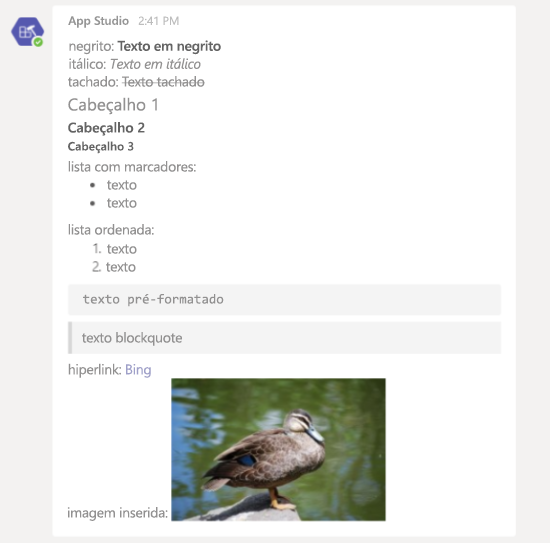 App Studio 2:41 PM
negrito: Texto em negrito
itálico: Texto em itálico
tachado: Texto tachado
Cabeçalho 1
Cabeçalho 2
Cabeçalho 3
lista com marcadores:
• texto
• texto
lista ordenada:
1. texto
2. texto
texto pré-formatado
texto blockquote
hiperlink: Bing
imagem inserida: